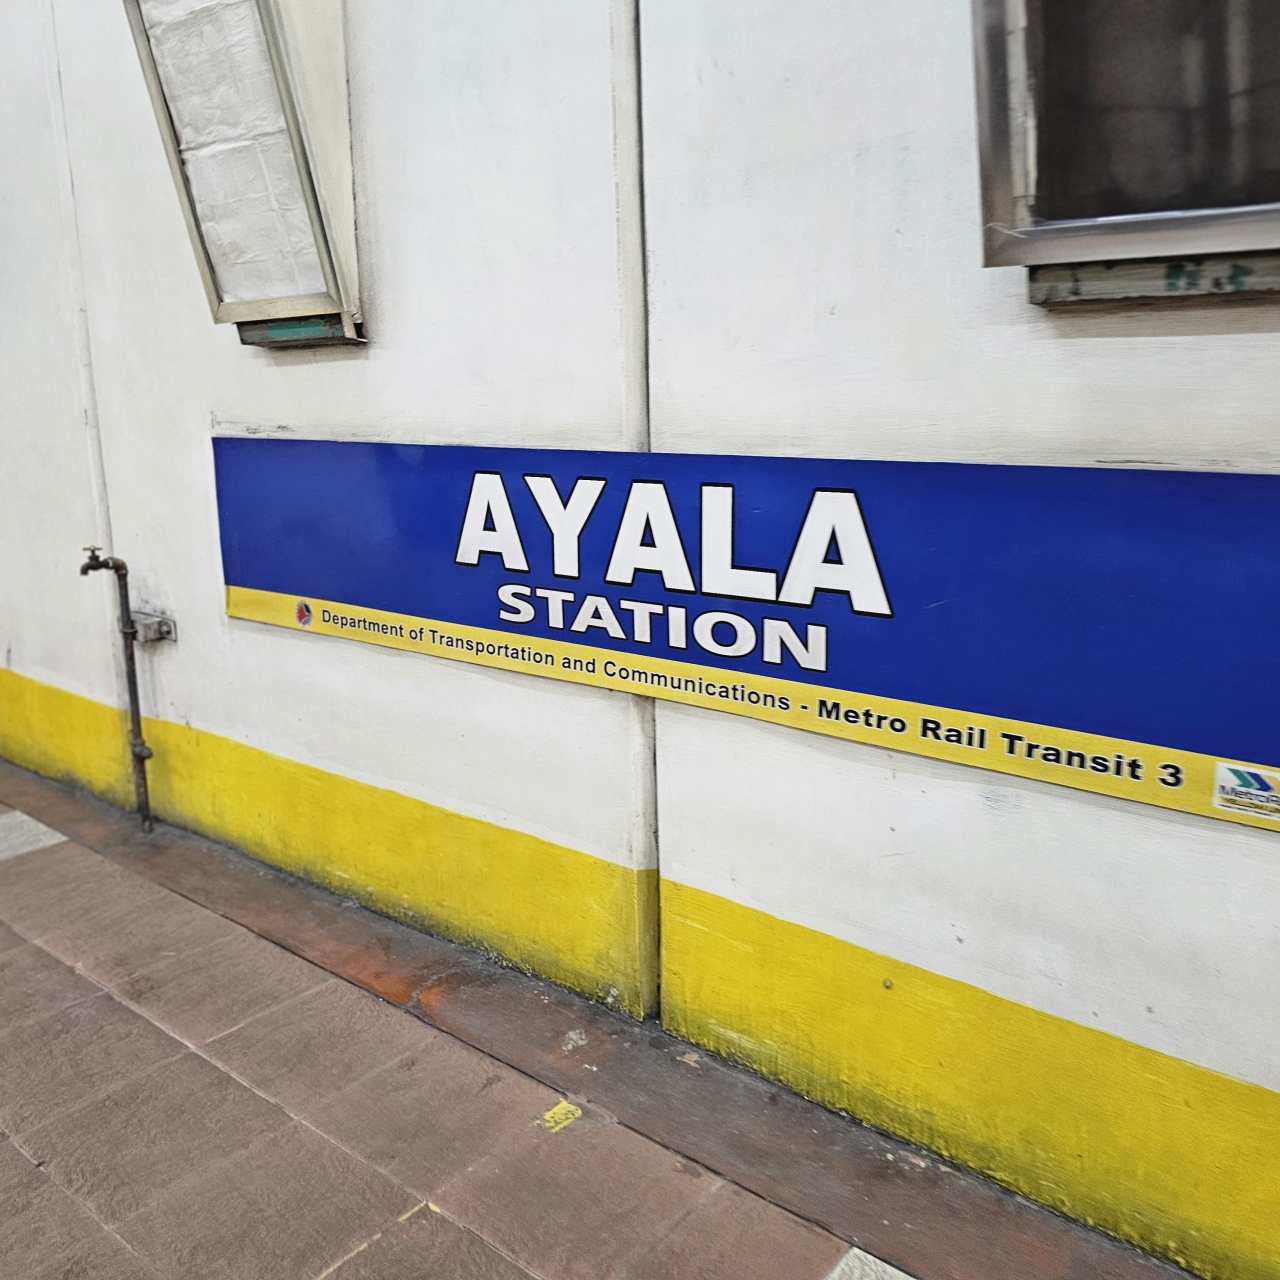 AYALA
STATION
Department of Transportation and Communications - Metro Rail Transit 3